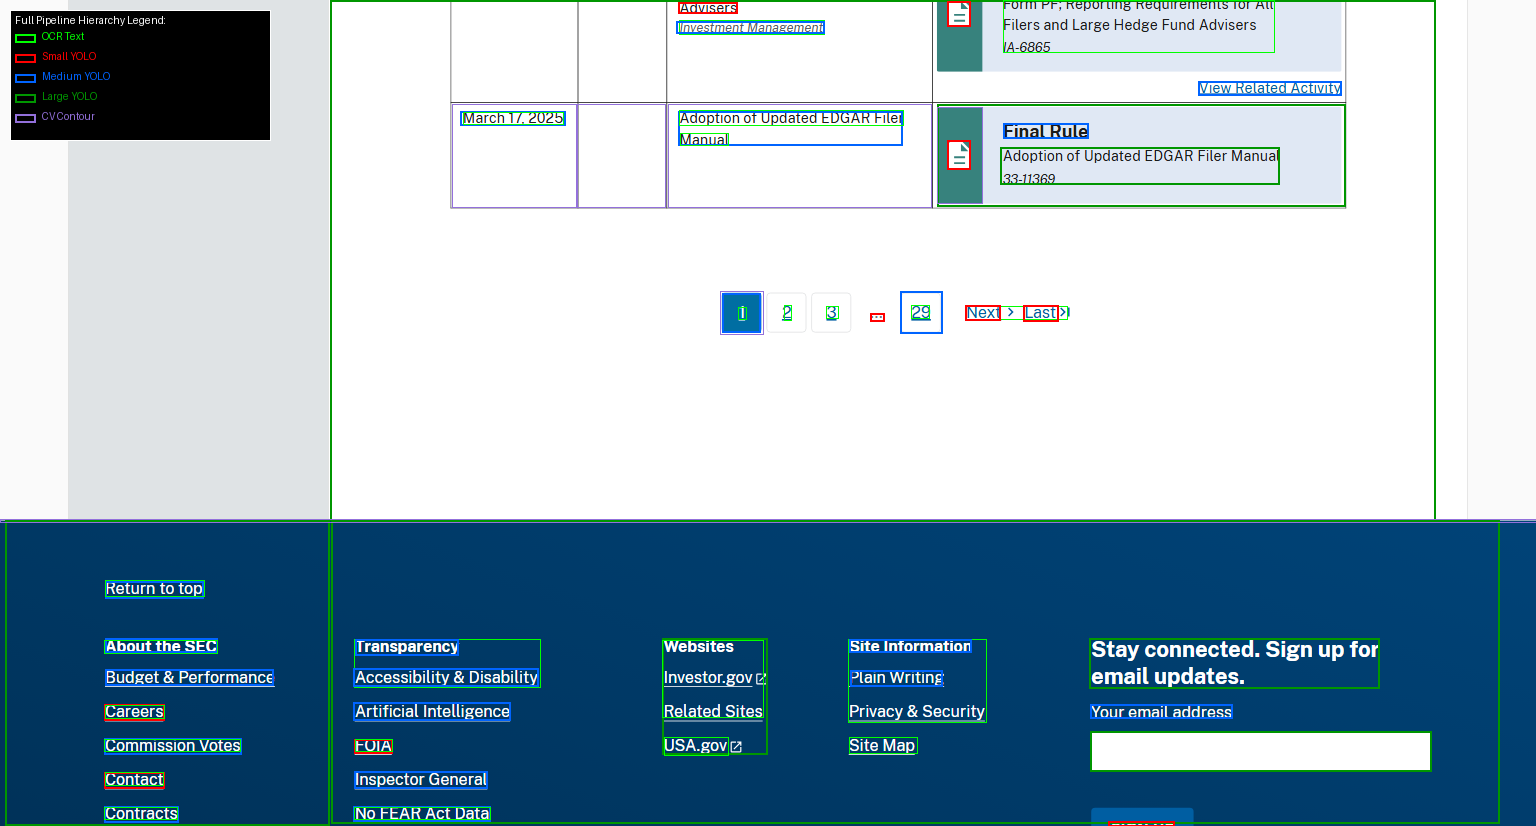 Full Pipeline Hierarchy Legend:
OCR Text
Small YOLO
Medium YOLO
Large YOLO
CV Contour
Advisers
Investment Management
Form PF; Reporting Requirements for All
Filers and Large Hedge Fund Advisers
IA-6865
View Related Activity
March 17, 2025
Adoption of Updated EDGAR Filer
Manual
Final Rule
Adoption of Updated EDGAR Filer Manual
33-11369
1 2 3 … 29 Next › Last ›|
Return to top
About the SEC
Budget & Performance
Careers
Commission Votes
Contact
Contracts
Transparency
Accessibility & Disability
Artificial Intelligence
FOIA
Inspector General
No FEAR Act Data
Websites
Investor.gov
Related Sites
USA.gov
Site Information
Plain Writing
Privacy & Security
Site Map
Stay connected. Sign up for
email updates.
Your email address